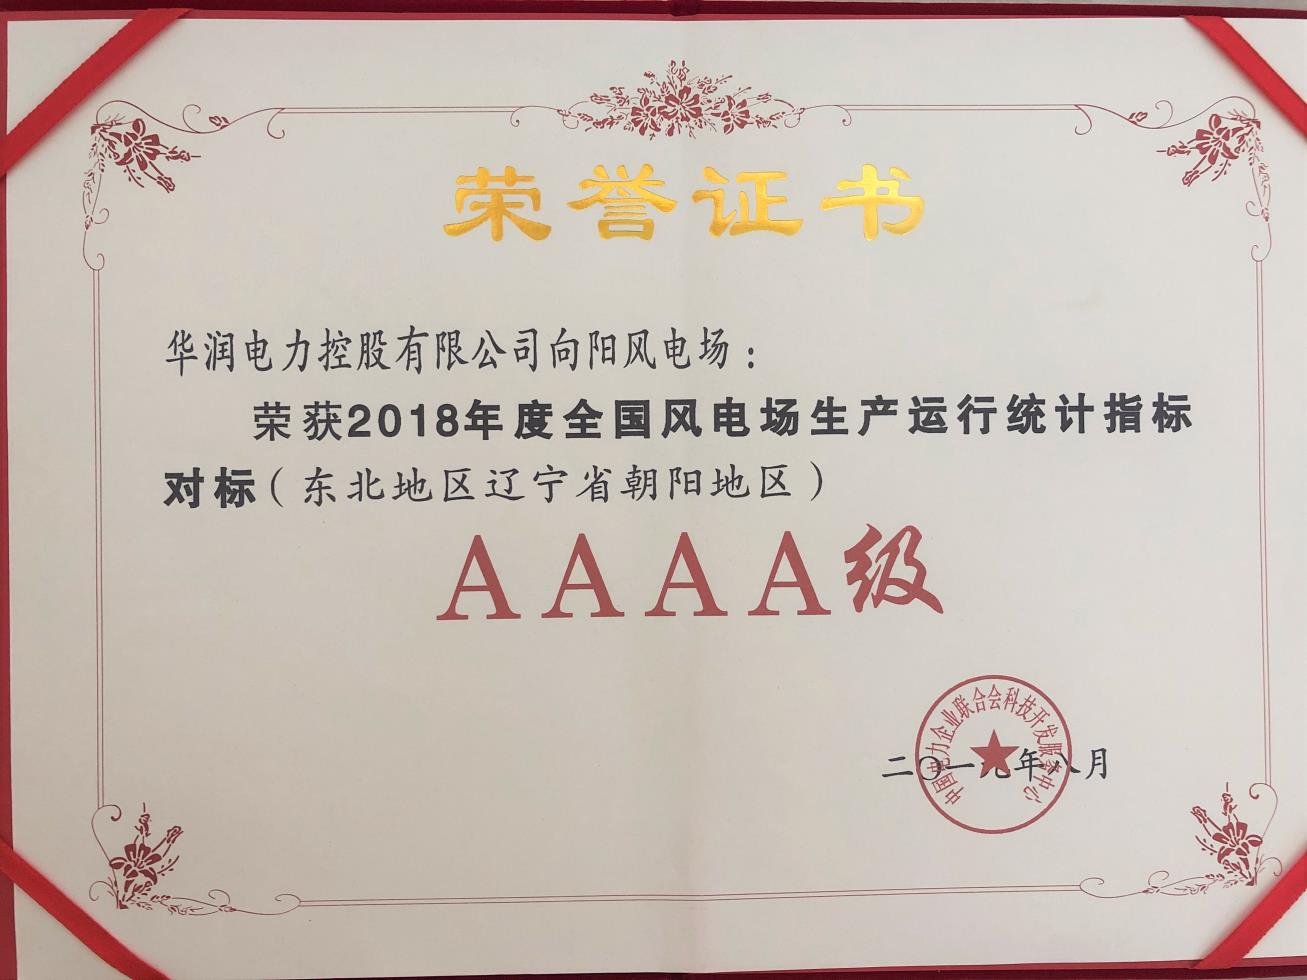 荣誉证书
华润电力控股有限公司向阳风电场：
荣获2018年度全国风电场生产运行统计指标
对标（东北地区辽宁省朝阳地区）
AAAA级
中国电力企业联合会科技开发服务中心
二〇一九年八月